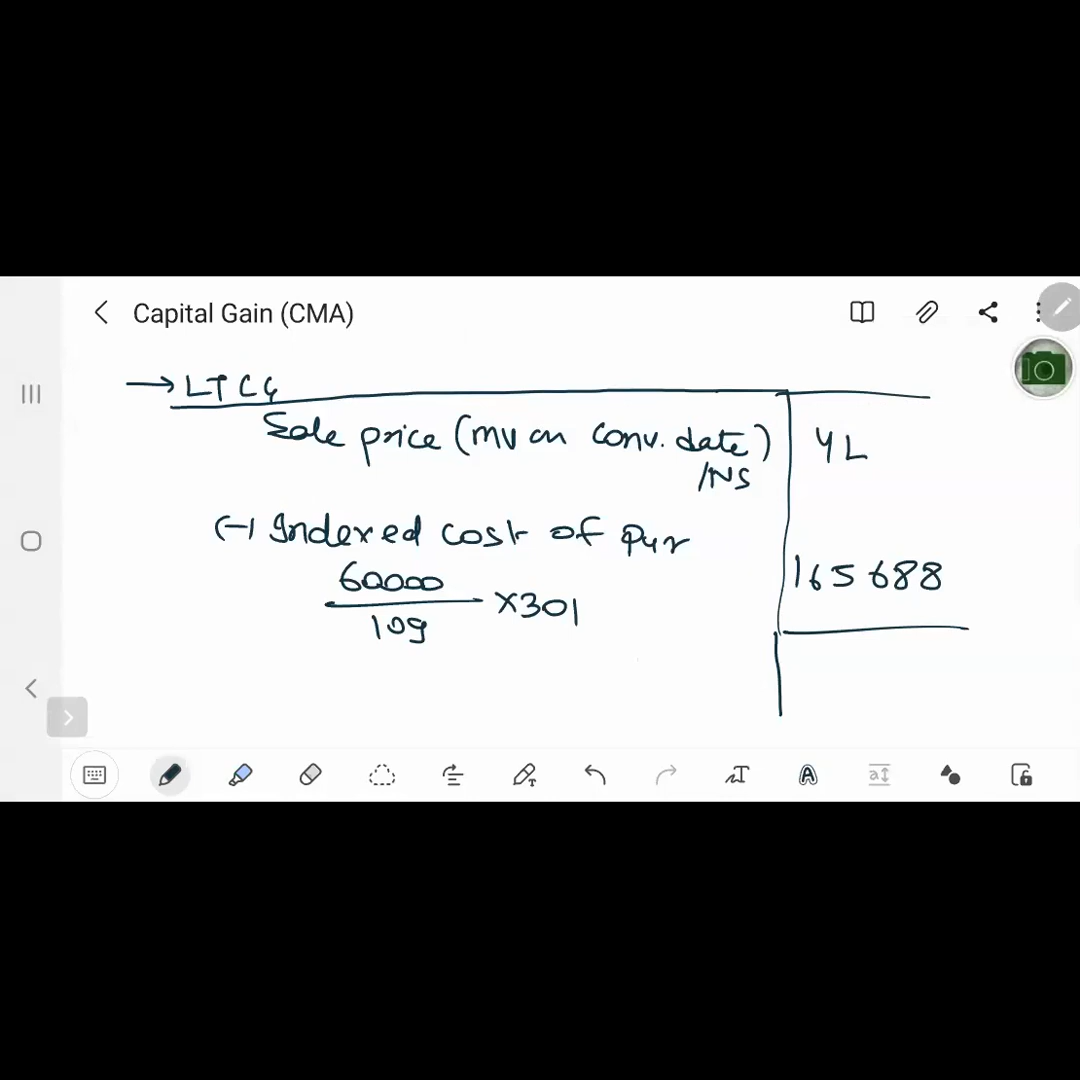 Capital Gain (CMA)
→ LTCG
Sale price (mv on conv. date) 4L
/NS
(-) Indexed cost of pur
60000
165688
×301
109